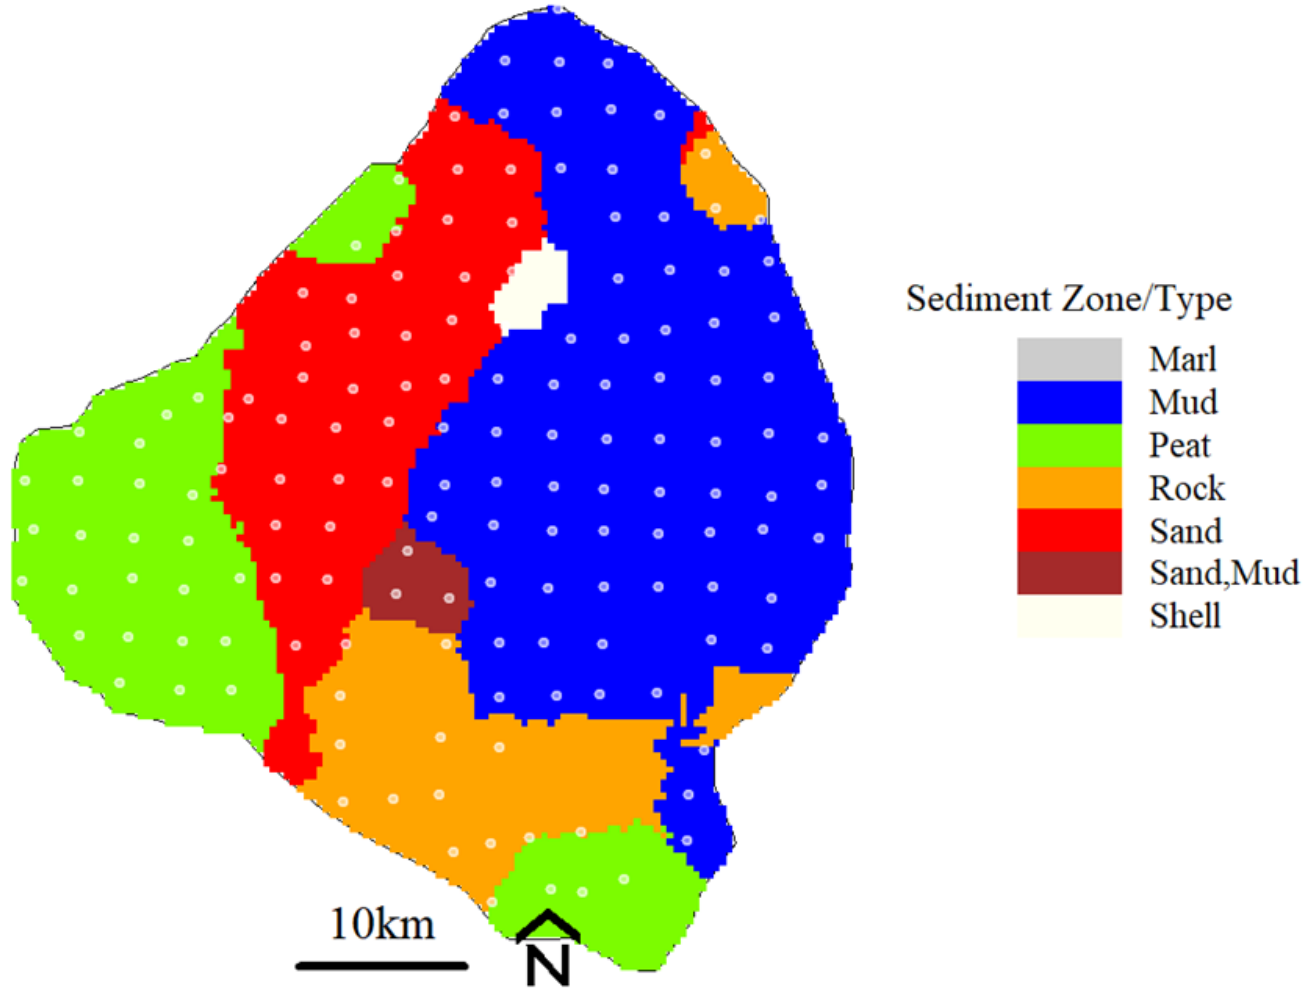 Sediment Zone/Type
Marl
Mud
Peat
Rock
Sand
Sand,Mud
Shell
10km
N